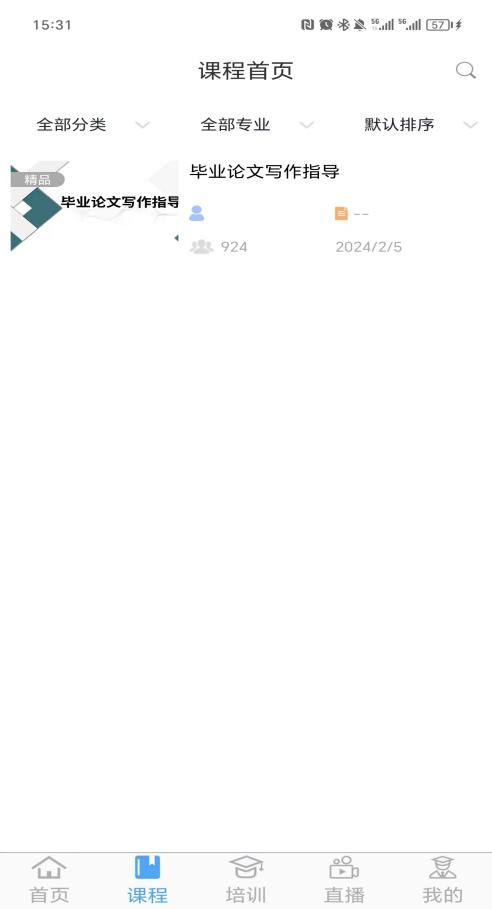 15:31
5G 5G 57
课程首页
全部分类 全部专业 默认排序
精品
毕业论文写作指导
毕业论文写作指导
--
924 2024/2/5
首页 课程 培训 直播 我的